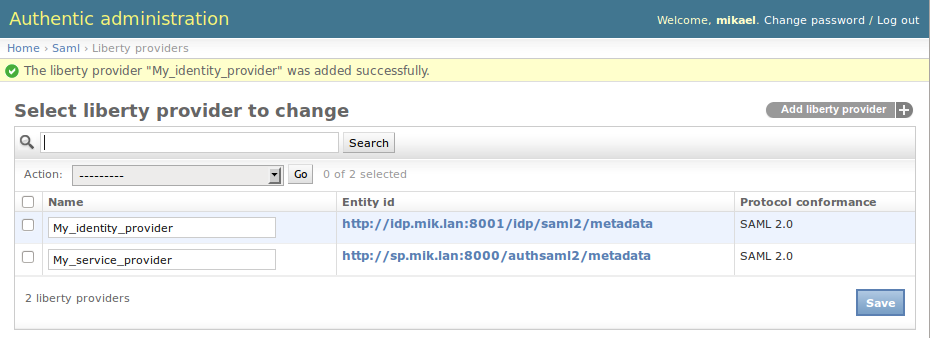 Authentic administration
Welcome, mikael. Change password / Log out
Home › Saml › Liberty providers
The liberty provider "My_identity_provider" was added successfully.
Select liberty provider to change
Add liberty provider +
Search
Action: --------- Go 0 of 2 selected
Name Entity id Protocol conformance
My_identity_provider http://idp.mik.lan:8001/idp/saml2/metadata SAML 2.0
My_service_provider http://sp.mik.lan:8000/authsaml2/metadata SAML 2.0
2 liberty providers
Save